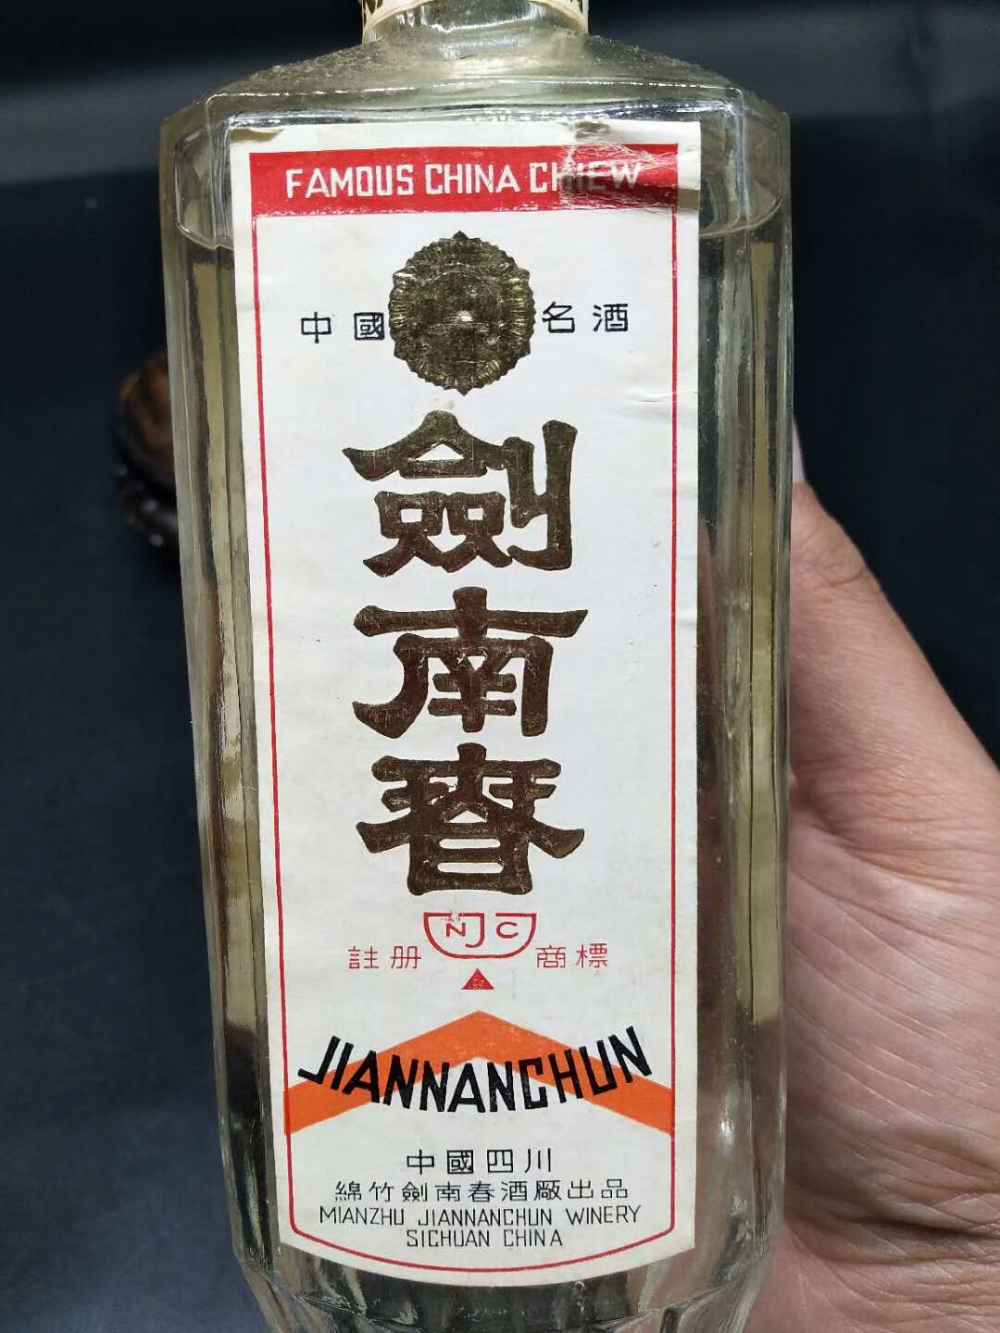 FAMOUS CHINA CHIEW
中國 名酒
劍南春
NJC
註册 商標
JIANNANCHUN
中國四川
綿竹劍南春酒厰出品
MIANZHU JIANNANCHUN WINERY
SICHUAN CHINA